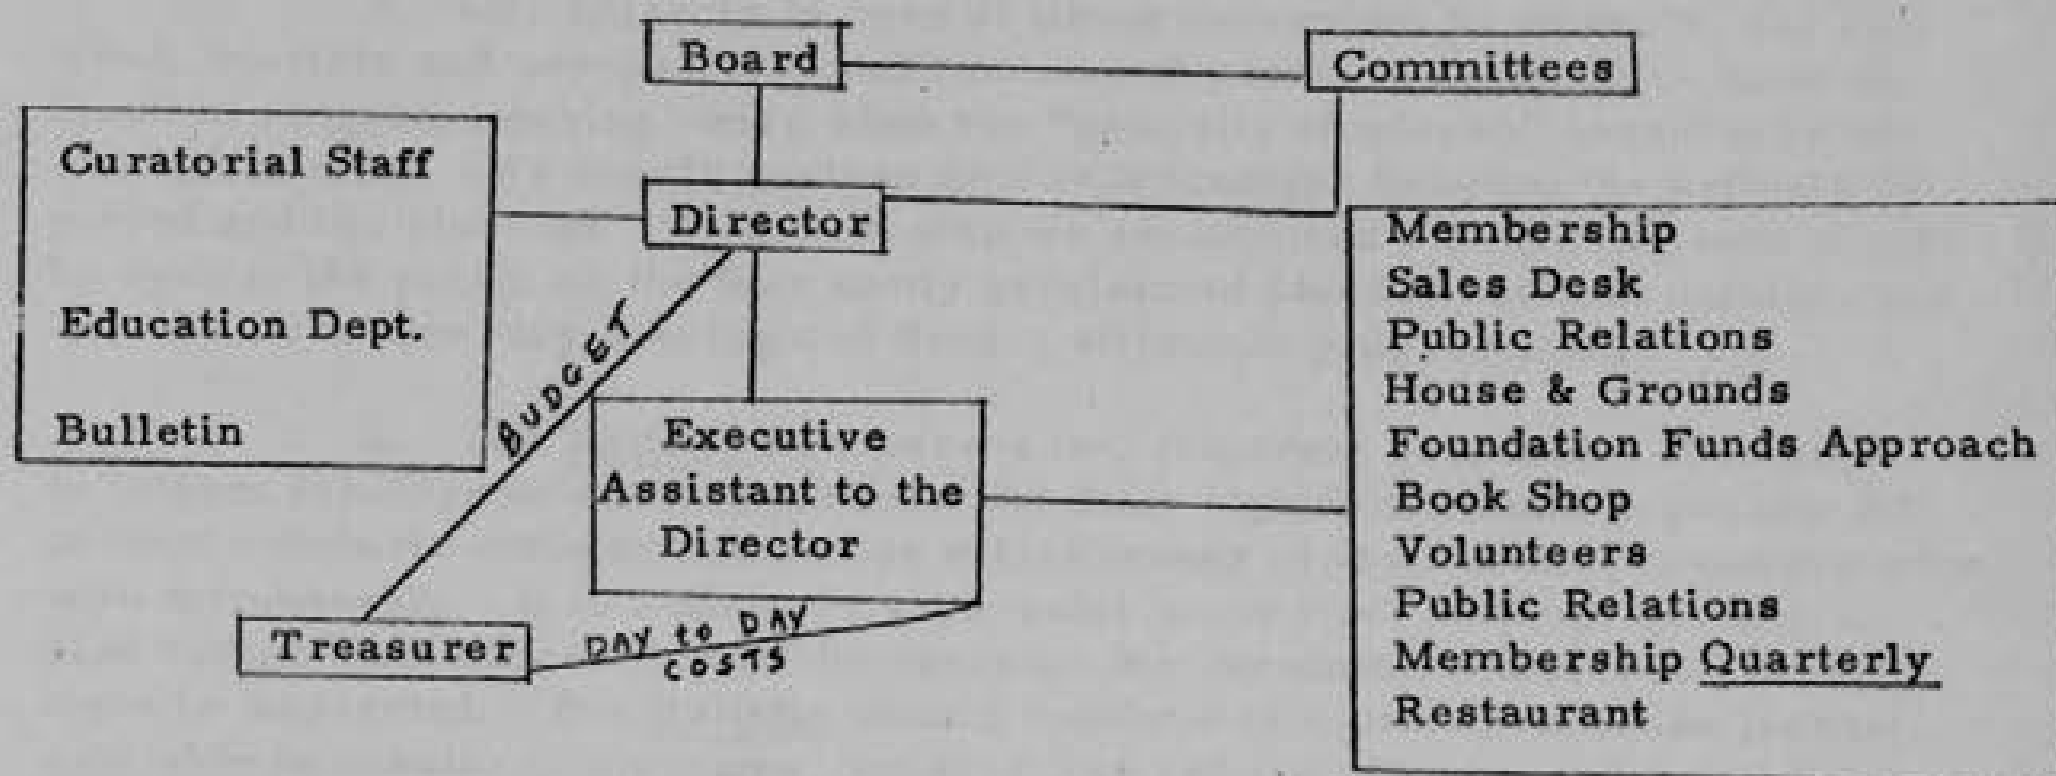 Board
Committees
Curatorial Staff
Education Dept.
Bulletin
Director
BUDGET
Executive
Assistant to the
Director
Treasurer
DAY to DAY
COSTS
Membership
Sales Desk
Public Relations
House & Grounds
Foundation Funds Approach
Book Shop
Volunteers
Public Relations
Membership Quarterly
Restaurant